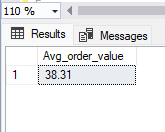 110 %
Results Messages
Avg_order_value
1 38.31